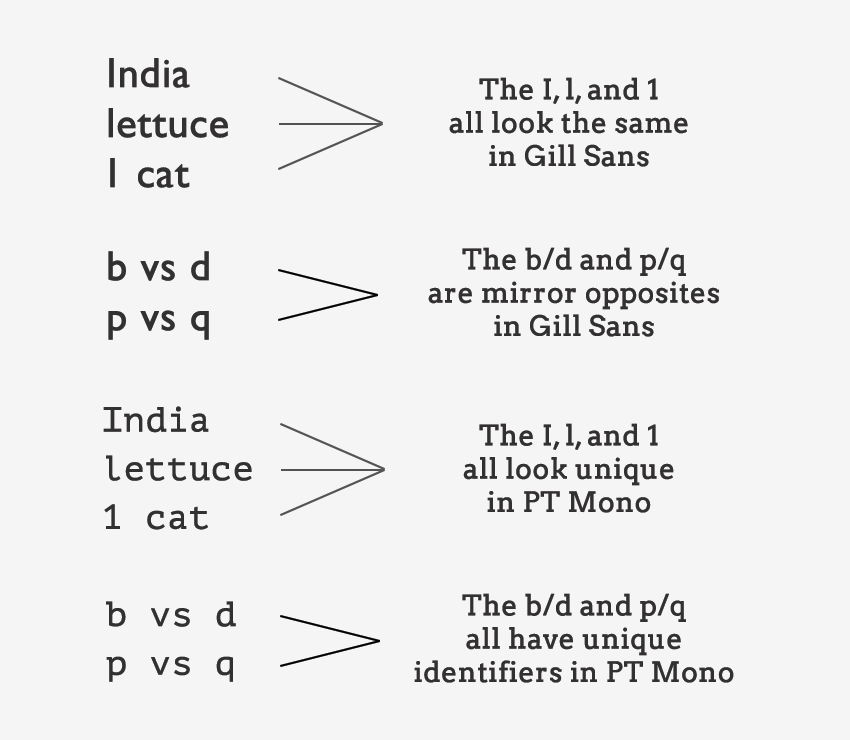 India
lettuce
1 cat
The I, l, and 1
all look the same
in Gill Sans
b vs d
p vs q
The b/d and p/q
are mirror opposites
in Gill Sans
India
lettuce
1 cat
The I, l, and 1
all look unique
in PT Mono
b vs d
p vs q
The b/d and p/q
all have unique
identifiers in PT Mono